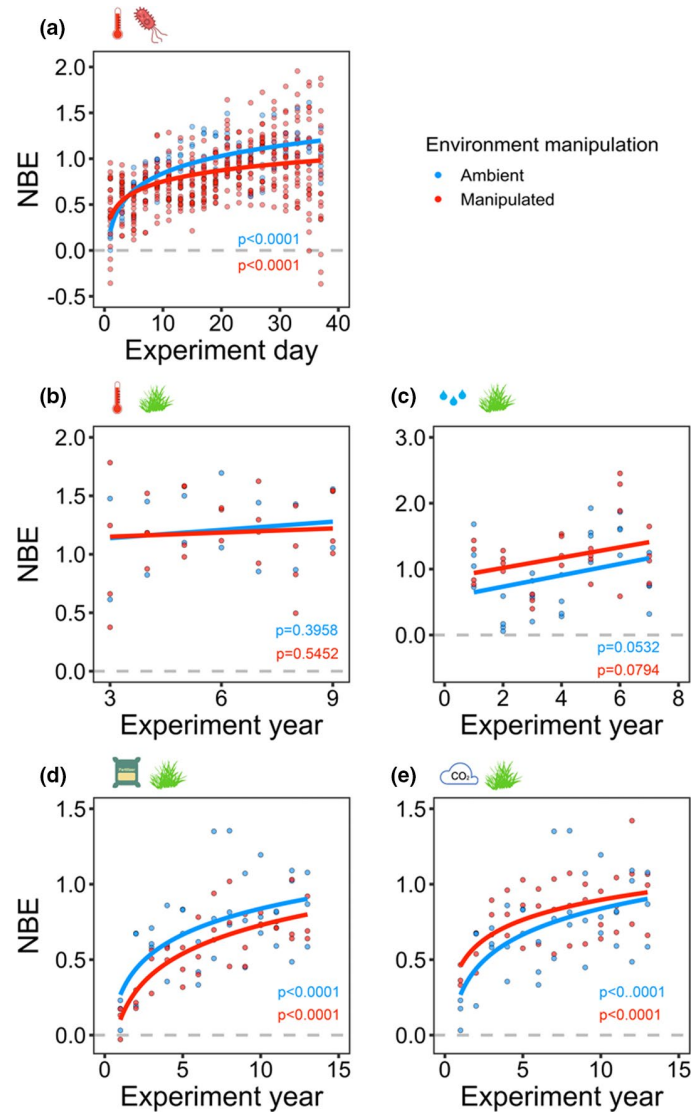 (a)
2.0
1.5
1.0
0.5
0.0
-0.5
NBE
p<0.0001
p<0.0001
0 10 20 30 40
Experiment day
Environment manipulation
Ambient
Manipulated
(b)
2.0
1.5
1.0
0.5
0.0
NBE
p=0.3958
p=0.5452
3 6 9
Experiment year
(c)
3.0
2.0
1.0
0.0
p=0.0532
p=0.0794
0 2 4 6 8
Experiment year
(d)
1.5
1.0
0.5
0.0
NBE
p<0.0001
p<0.0001
0 5 10 15
Experiment year
(e)
CO₂
1.5
1.0
0.5
0.0
p<0..0001
p<0.0001
0 5 10 15
Experiment year